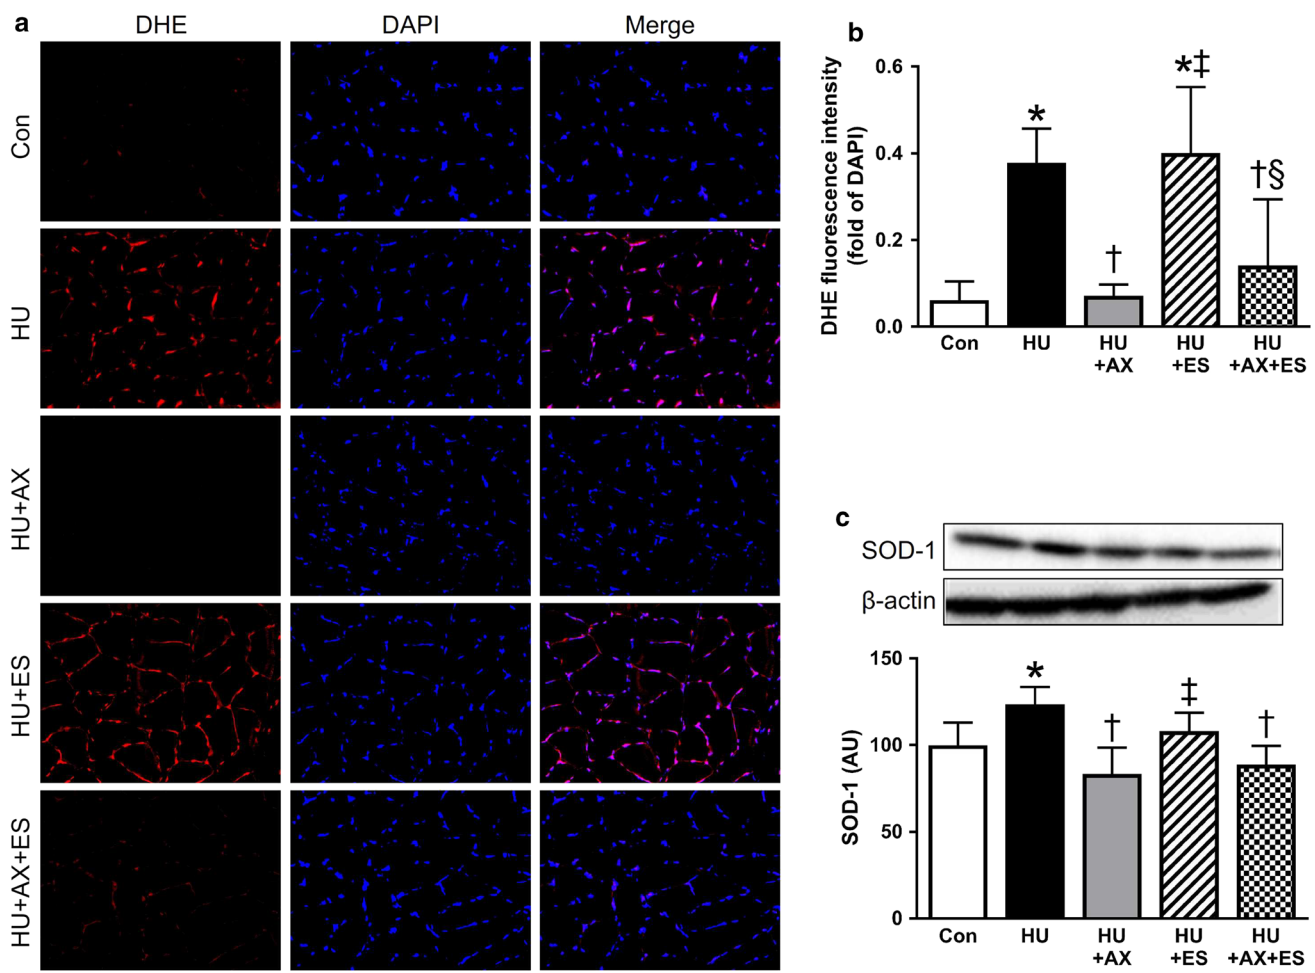 a
DHE DAPI Merge
Con
HU
HU+AX
HU+ES
HU+AX+ES
b
DHE fluorescence intensity
(fold of DAPI)
0.6
0.4
0.2
0.0
*
†
*‡
†§
Con HU HU HU HU
+AX +ES +AX+ES
c
SOD-1
β-actin
SOD-1 (AU)
150
100
50
0
*
†
‡
†
Con HU HU HU HU
+AX +ES +AX+ES